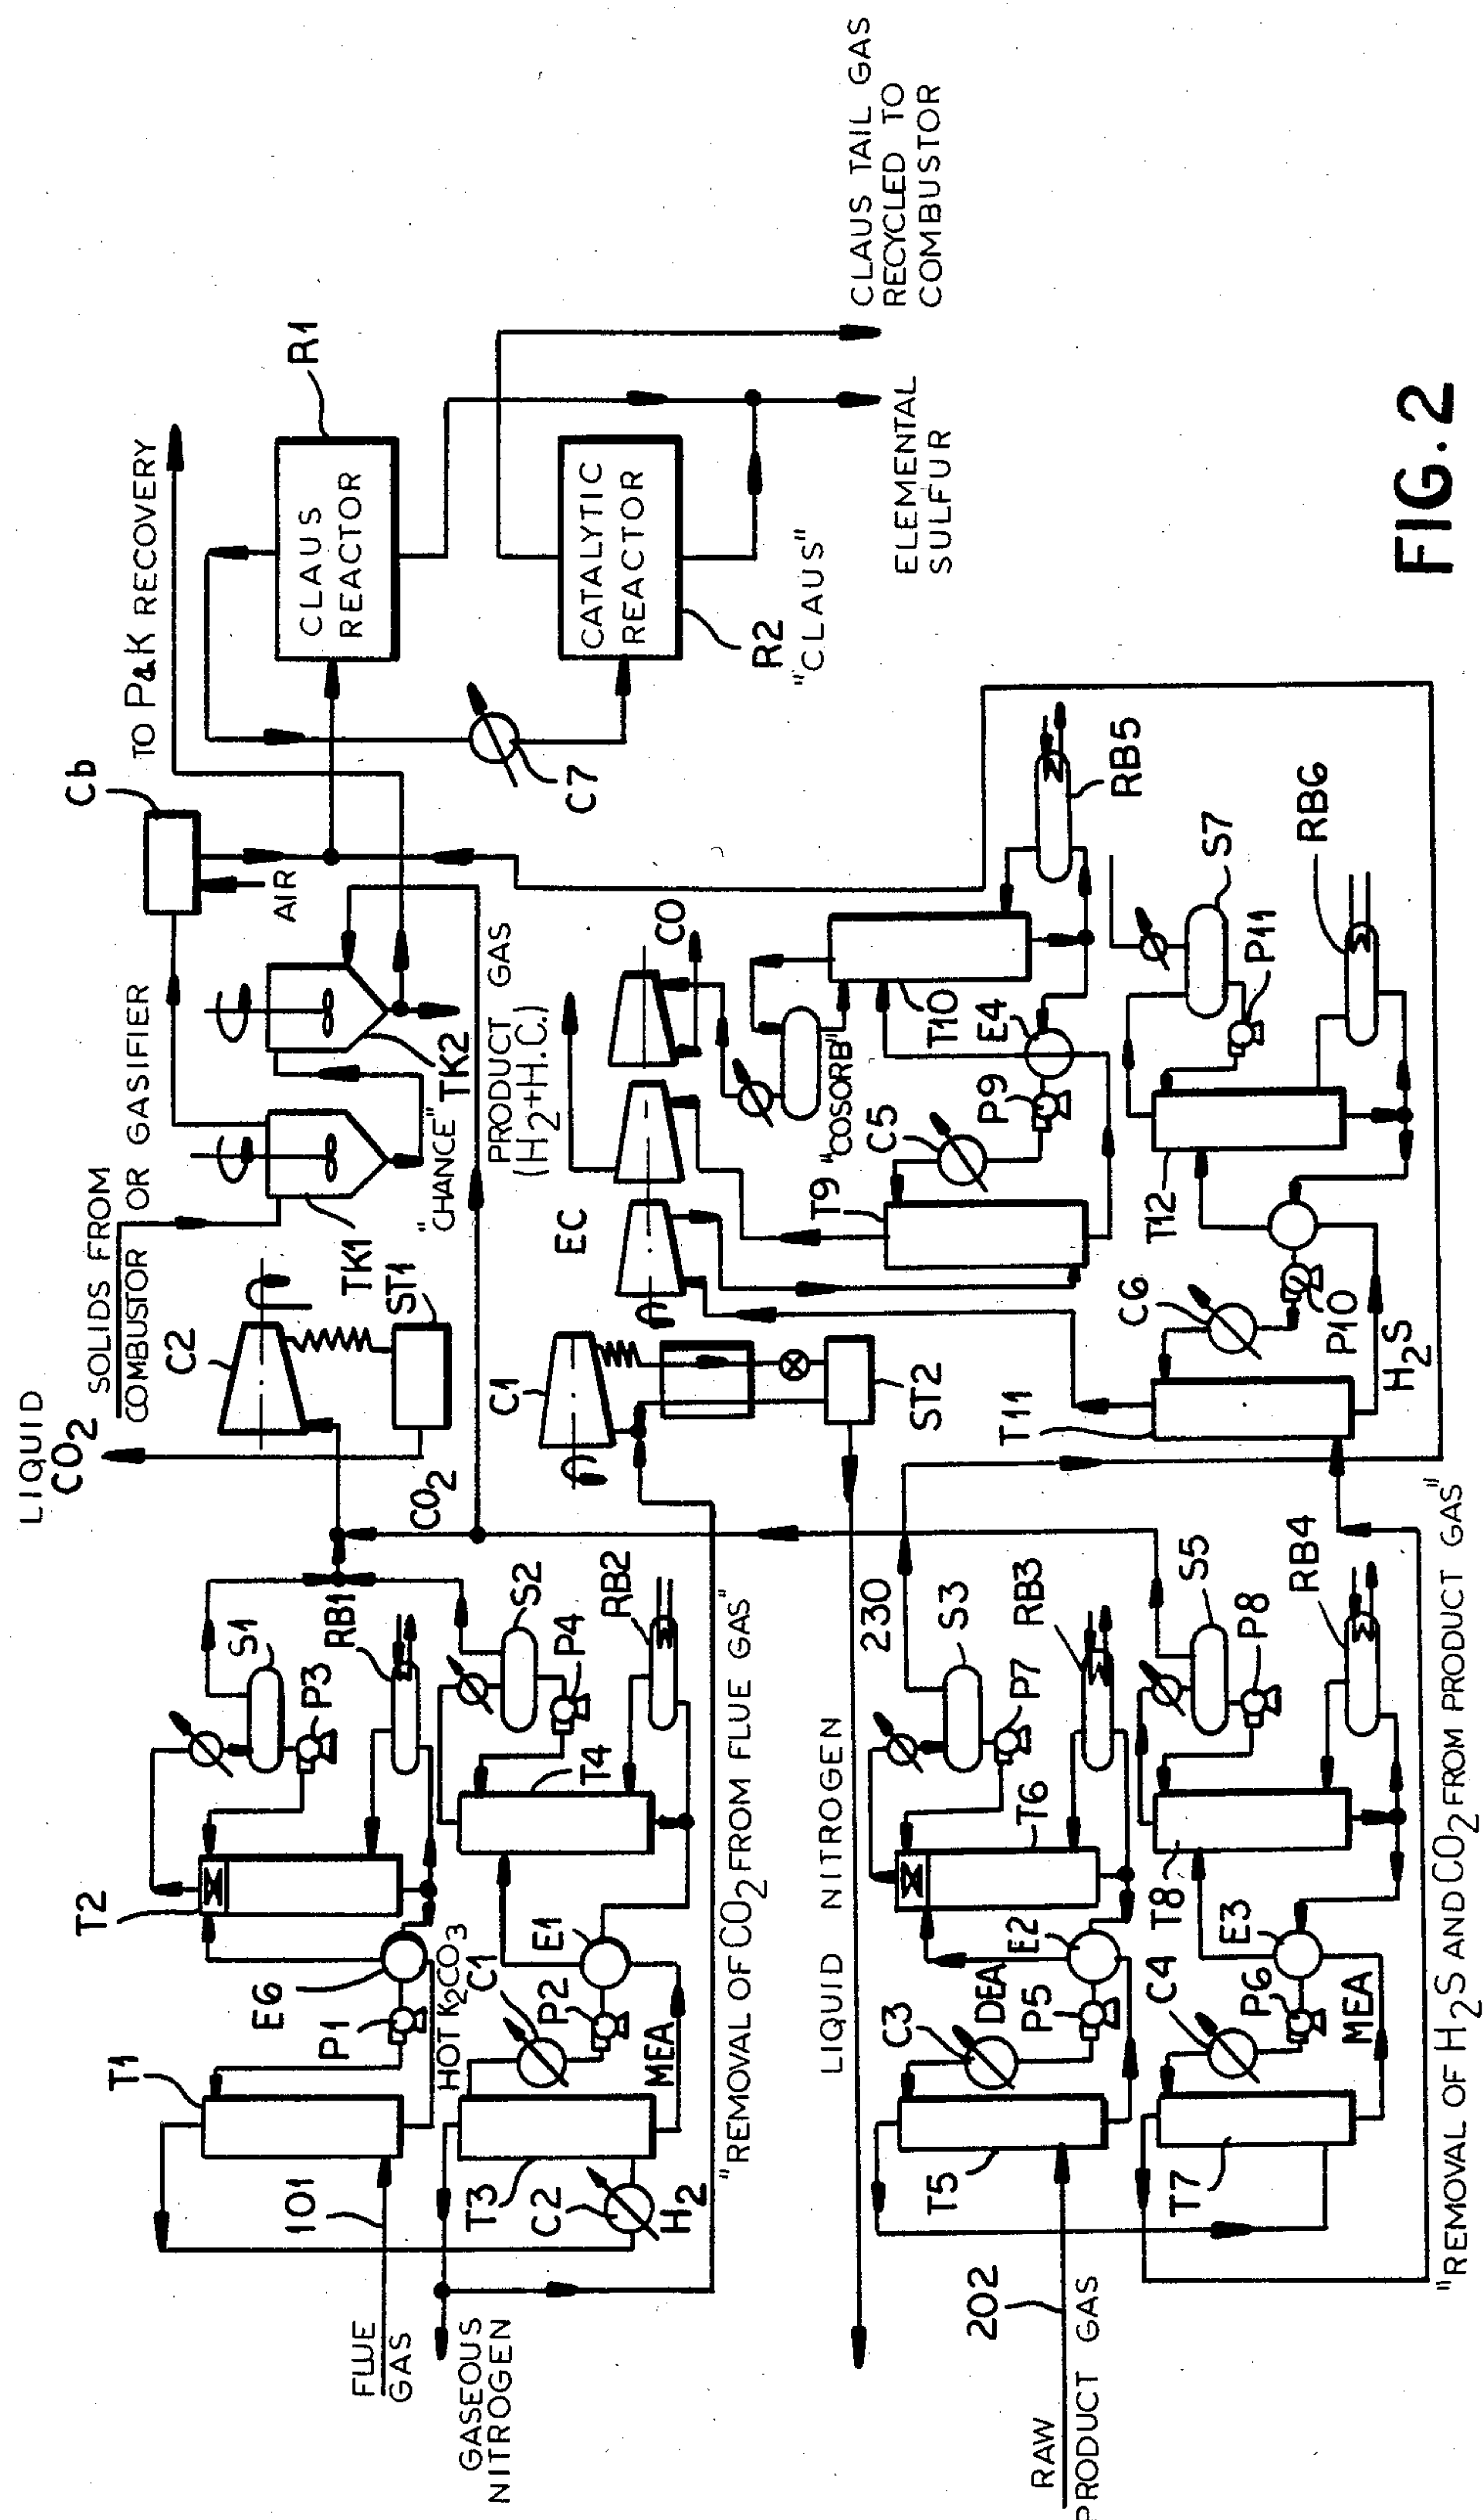 LIQUID
CO2
SOLIDS FROM
COMBUSTOR OR GASIFIER
Cb
TO P&K RECOVERY
AIR
R1
CLAUS
REACTOR
CATALYTIC
REACTOR
R2
"CLAUS"
C7
CLAUS TAIL GAS
RECYCLED TO
COMBUSTOR
ELEMENTAL
SULFUR
C2
TK1
ST1
TK2
"CHANCE"
PRODUCT GAS
(H2+H.C.)
CO2
C1
ST2
EC
CO
"COSORB"
T9
C5
P9
E4
T10
RB5
T11
C6
P10
H2S
T12
P11
S7
RB6
T1
T2
S1
P3
RB1
E6
P1
HOT K2CO3
101
FLUE
GAS
GASEOUS
NITROGEN
T3
C2
H2
C1
P2
E1
MEA
T4
S2
P4
RB2
"REMOVAL OF CO2 FROM FLUE GAS"
LIQUID NITROGEN
230
T5
C3
DEA
P5
E2
T6
S3
P7
RB3
202
RAW
PRODUCT GAS
T7
C4
P6
E3
MEA
T8
S5
P8
RB4
"REMOVAL OF H2S AND CO2 FROM PRODUCT GAS"
FIG.2